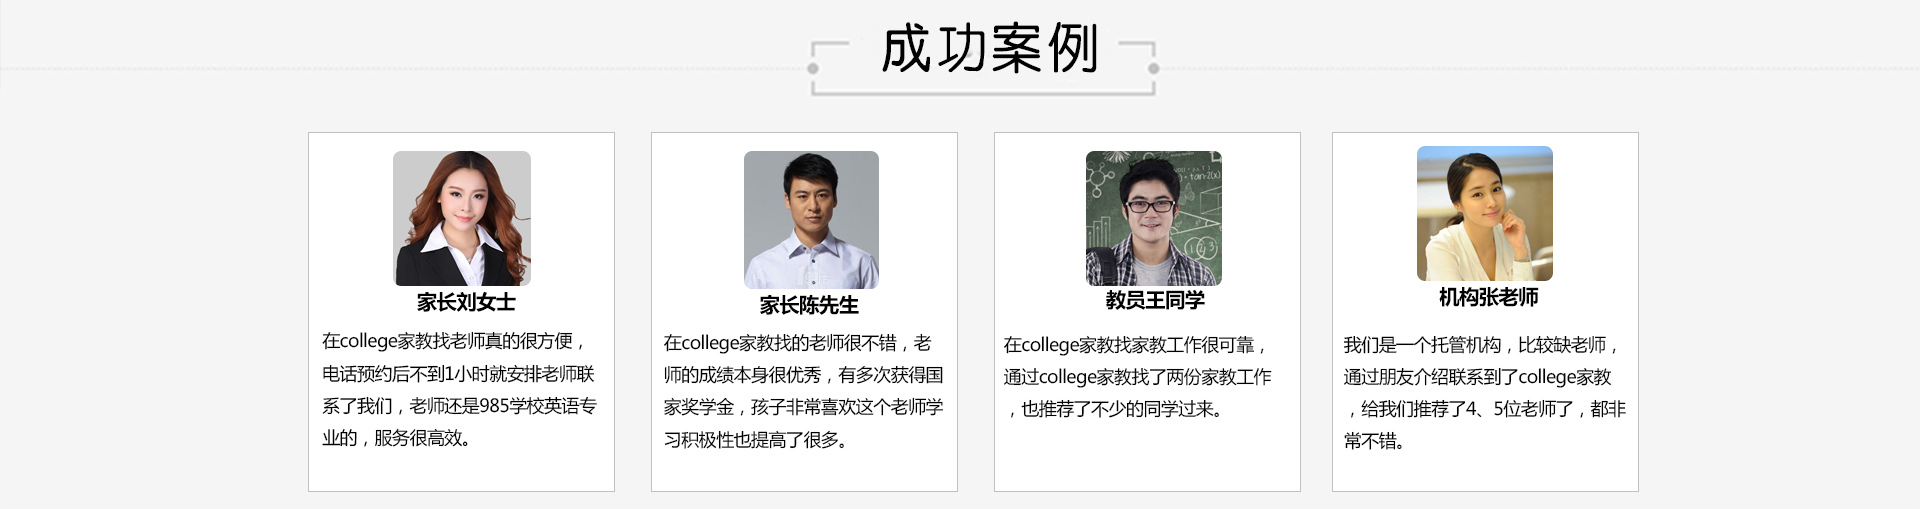 成功案例
家长刘女士
在college家教找老师真的很方便，
电话预约后不到1小时就安排老师联
系了我们，老师还是985学校英语专
业的，服务很高效。
家长陈先生
在college家教找的老师很不错，老
师的成绩本身很优秀，有多次获得国
家奖学金，孩子非常喜欢这个老师学
习积极性也提高了很多。
tan·2(x)
教员王同学
在college家教找家教工作很可靠，
通过college家教找了两份家教工作
，也推荐了不少的同学过来。
机构张老师
我们是一个托管机构，比较缺老师，
通过朋友介绍联系到了college家教
，给我们推荐了4、5位老师了，都非
常不错。